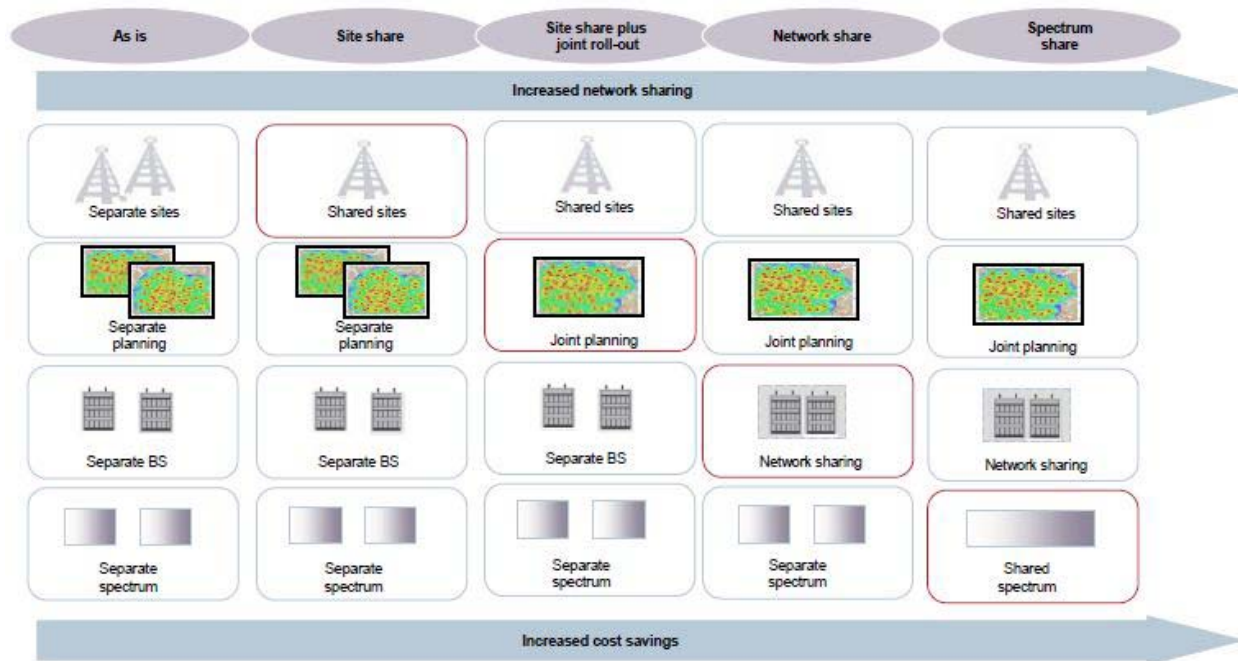 As is
Site share
Site share plus
joint roll-out
Network share
Spectrum
share
Increased network sharing
Separate sites
Shared sites
Shared sites
Shared sites
Shared sites
Separate
planning
Separate
planning
Joint planning
Joint planning
Joint planning
Separate BS
Separate BS
Separate BS
Network sharing
Network sharing
Separate
spectrum
Separate
spectrum
Separate
spectrum
Separate
spectrum
Shared
spectrum
Increased cost savings